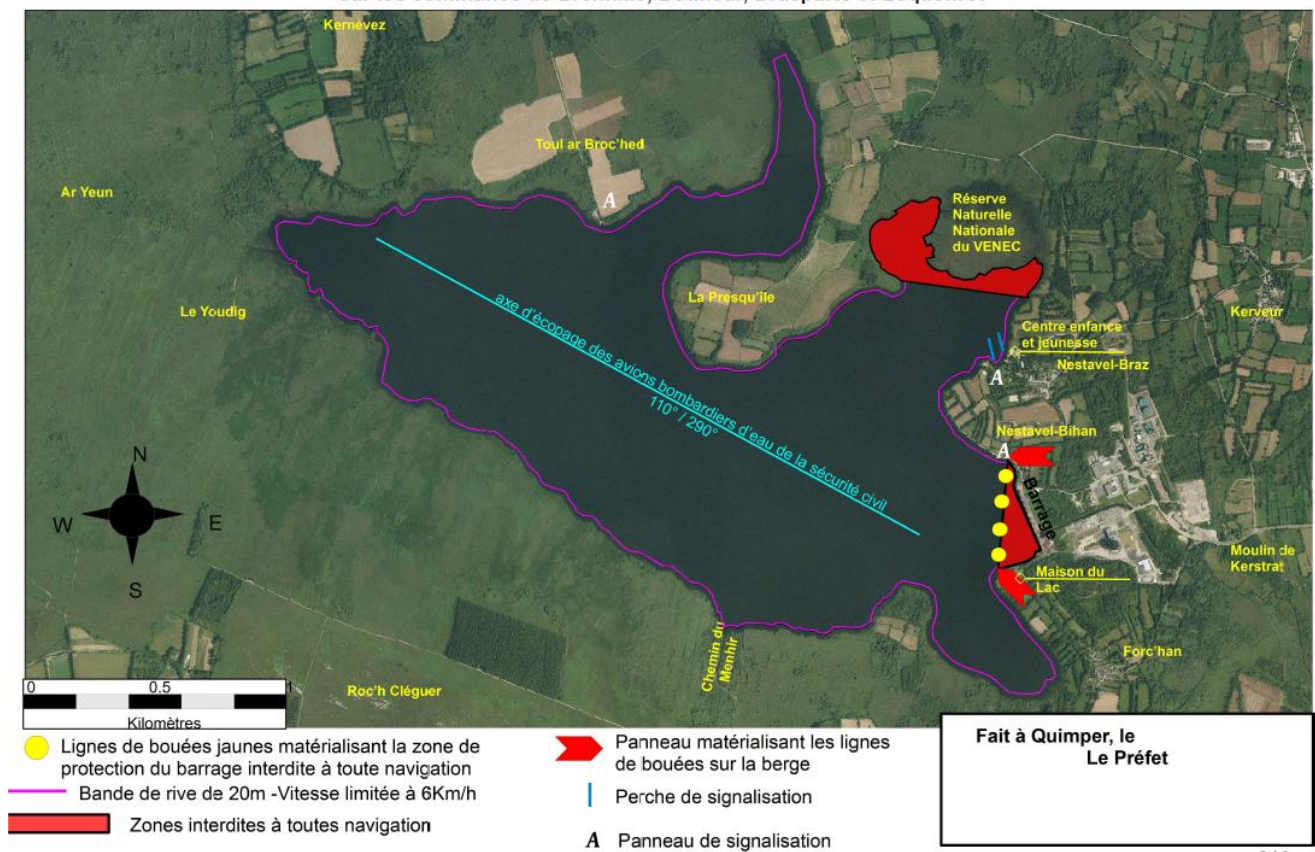 Kernévez
Toul ar Broc'hed
Ar Yeun
A
Réserve
Naturelle
Nationale
du VENEC
La Presqu'île
Le Youdig
Kerveur
axe d'écopage des avions bombardiers d'eau de la sécurité civil
110° / 290°
Centre enfance
et jeunesse
Nestavel-Braz
A
Nestavel-Bihan
A
Barrage
N
W
E
S
Moulin de
Kerstrat
Maison du
Lac
Chemin du
Menhir
Forc'han
Roc'h Cléguer
0 0.5 1
Kilomètres
Lignes de bouées jaunes matérialisant la zone de
protection du barrage interdite à toute navigation
Bande de rive de 20m -Vitesse limitée à 6Km/h
Zones interdites à toutes navigation
Panneau matérialisant les lignes
de bouées sur la berge
Perche de signalisation
A Panneau de signalisation
Fait à Quimper, le
Le Préfet